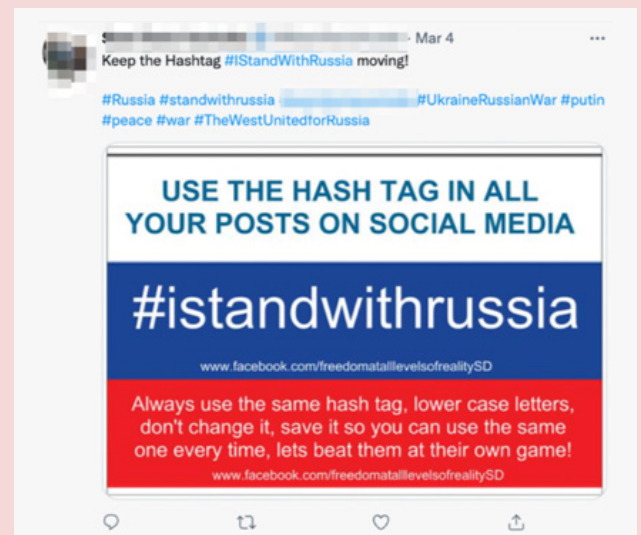 · Mar 4
Keep the Hashtag #IStandWithRussia moving!
#Russia #standwithrussia #UkraineRussianWar #putin
#peace #war #TheWestUnitedforRussia
USE THE HASH TAG IN ALL
YOUR POSTS ON SOCIAL MEDIA
#istandwithrussia
www.facebook.com/freedomatalllevelsofrealitySD
Always use the same hash tag, lower case letters,
don't change it, save it so you can use the same
one every time, lets beat them at their own game!
www.facebook.com/freedomatalllevelsofrealitySD